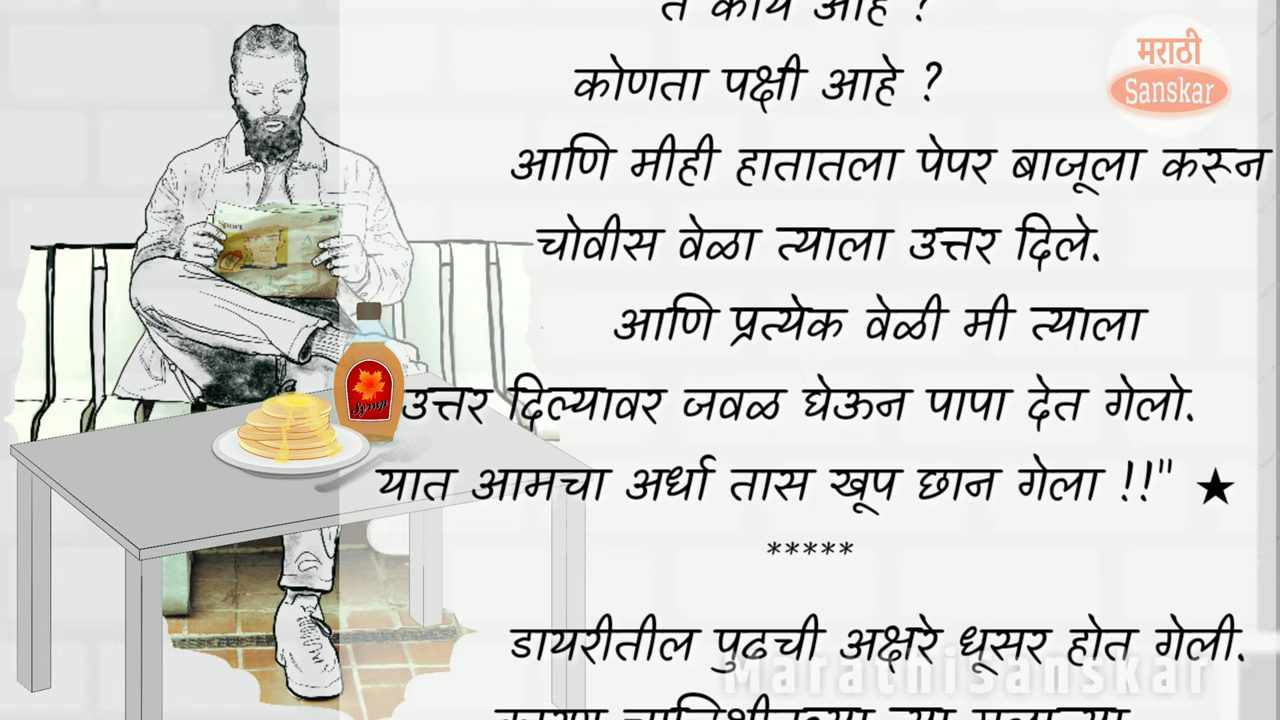 ते काय आहे ?
कोणता पक्षी आहे ?
आणि मीही हातातला पेपर बाजूला करून
चोवीस वेळा त्याला उत्तर दिले.
आणि प्रत्येक वेळी मी त्याला
उत्तर दिल्यावर जवळ घेऊन पापा देत गेलो.
यात आमचा अर्धा तास खूप छान गेला !!" ★
*****
डायरीतील पुढची अक्षरे धूसर होत गेली.
मराठी
Sanskar
Marathisanskar
Syrup